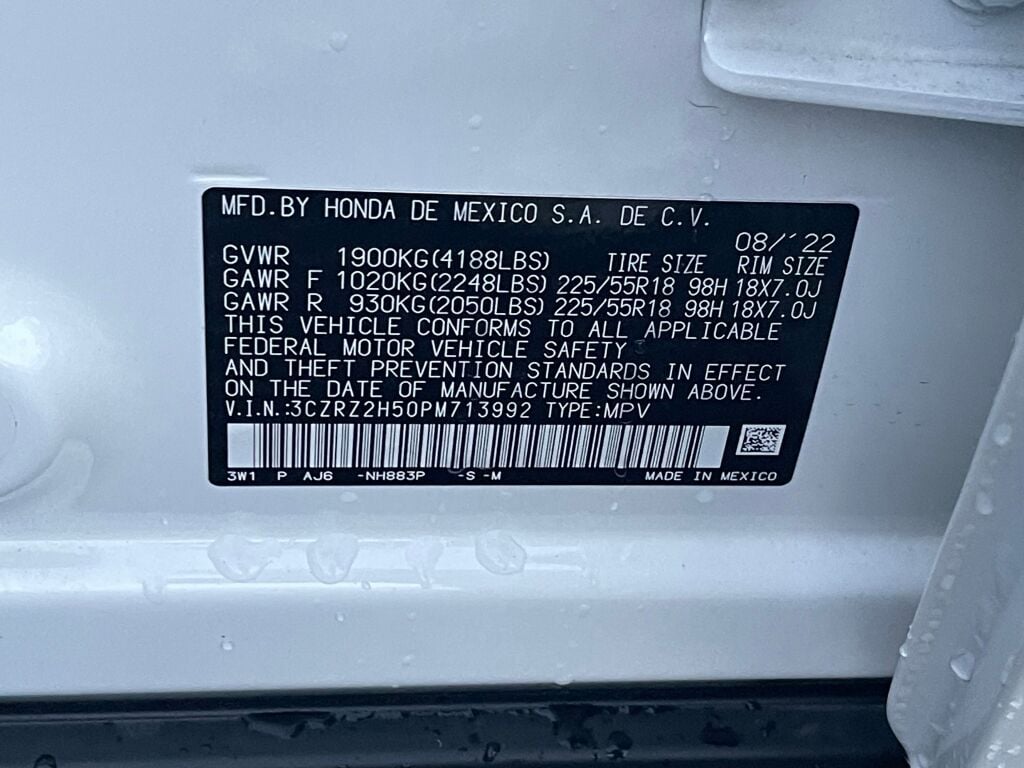 MFD.BY HONDA DE MEXICO S.A. DE C.V.
08/'22
GVWR 1900KG(4188LBS) TIRE SIZE RIM SIZE
GAWR F 1020KG(2248LBS) 225/55R18 98H 18X7.0J
GAWR R 930KG(2050LBS) 225/55R18 98H 18X7.0J
THIS VEHICLE CONFORMS TO ALL APPLICABLE
FEDERAL MOTOR VEHICLE SAFETY
AND THEFT PREVENTION STANDARDS IN EFFECT
ON THE DATE OF MANUFACTURE SHOWN ABOVE.
V.I.N.:3CZRZ2H50PM713992 TYPE:MPV
3W1 P AJ6 -NH883P -S -M MADE IN MEXICO